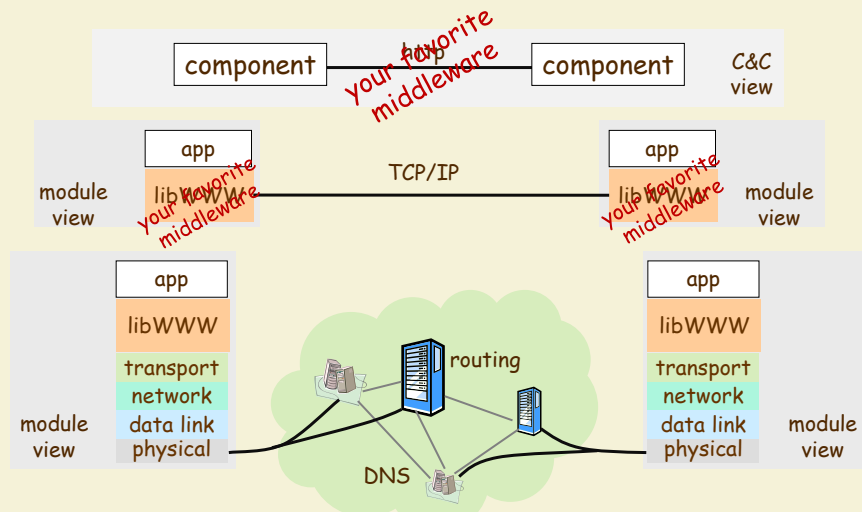 http
your favorite
middleware
component
component
C&C
view
app
app
TCP/IP
module
view
libWWW
your favorite
middleware
libWWW
your favorite
middleware
module
view
app
app
libWWW
libWWW
routing
transport
transport
network
network
module
view
data link
data link
module
view
physical
physical
DNS